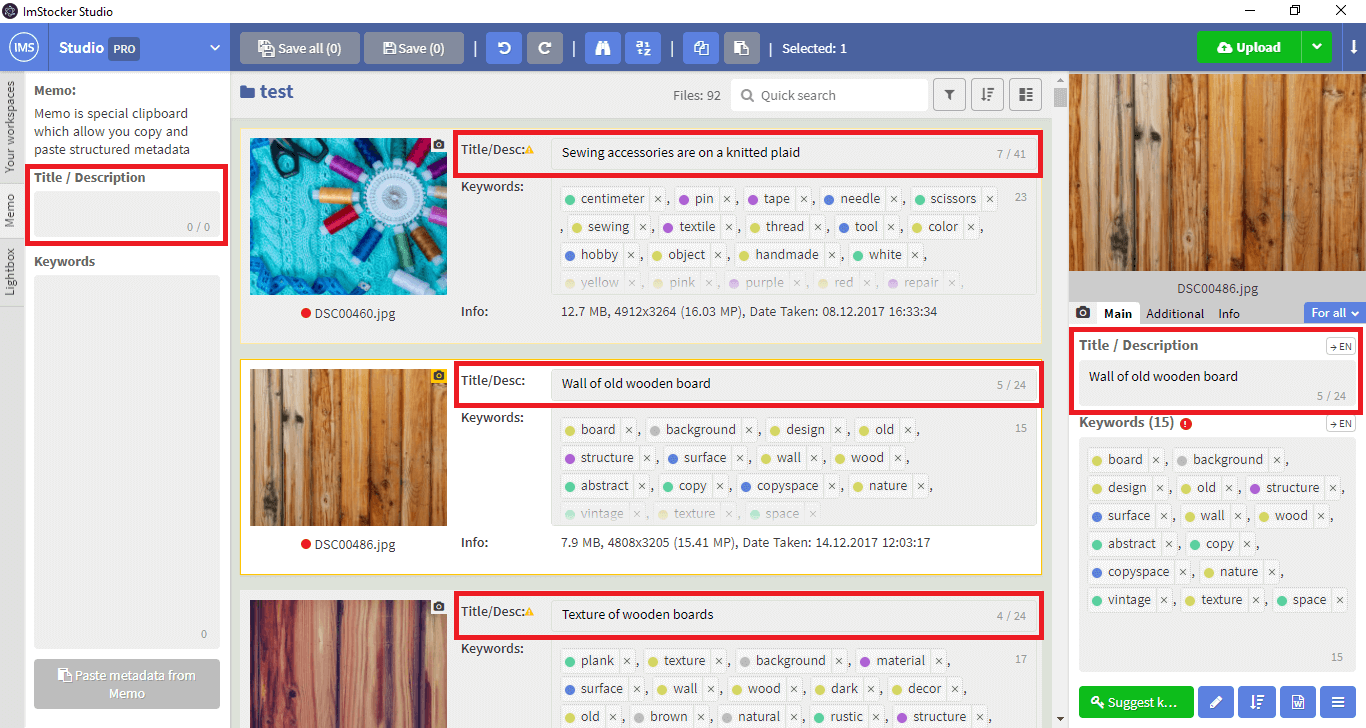 ImStocker Studio
IMS Studio PRO
Save all (0) Save (0) | | | | Selected: 1 Upload
Your workspaces
Memo
Lightbox
Memo:
Memo is special clipboard
which allow you copy and
paste structured metadata
Title / Description
0 / 0
Keywords
0
Paste metadata from
Memo
test
Files: 92 Quick search
Title/Desc: Sewing accessories are on a knitted plaid 7 / 41
Keywords: 23
centimeter ×, pin ×, tape ×, needle ×, scissors ×
, sewing ×, textile ×, thread ×, tool ×, color ×,
hobby ×, object ×, handmade ×, white ×,
yellow ×, pink ×, purple ×, red ×, repair ×,
DSC00460.jpg
Info: 12.7 MB, 4912x3264 (16.03 MP), Date Taken: 08.12.2017 16:33:34
Title/Desc: Wall of old wooden board 5 / 24
Keywords: 15
board ×, background ×, design ×, old ×,
structure ×, surface ×, wall ×, wood ×,
abstract ×, copy ×, copyspace ×, nature ×,
vintage ×, texture ×, space ×
DSC00486.jpg
Info: 7.9 MB, 4808x3205 (15.41 MP), Date Taken: 14.12.2017 12:03:17
Title/Desc: Texture of wooden boards 4 / 24
Keywords: 17
plank ×, texture ×, background ×, material ×,
surface ×, wall ×, wood ×, dark ×, decor ×,
old ×, brown ×, natural ×, rustic ×, structure ×,
DSC00486.jpg
Main Additional Info For all
Title / Description → EN
Wall of old wooden board
5 / 24
Keywords (15) → EN
board ×, background ×,
design ×, old ×, structure ×,
surface ×, wall ×, wood ×,
abstract ×, copy ×,
copyspace ×, nature ×,
vintage ×, texture ×, space ×
15
Suggest k...